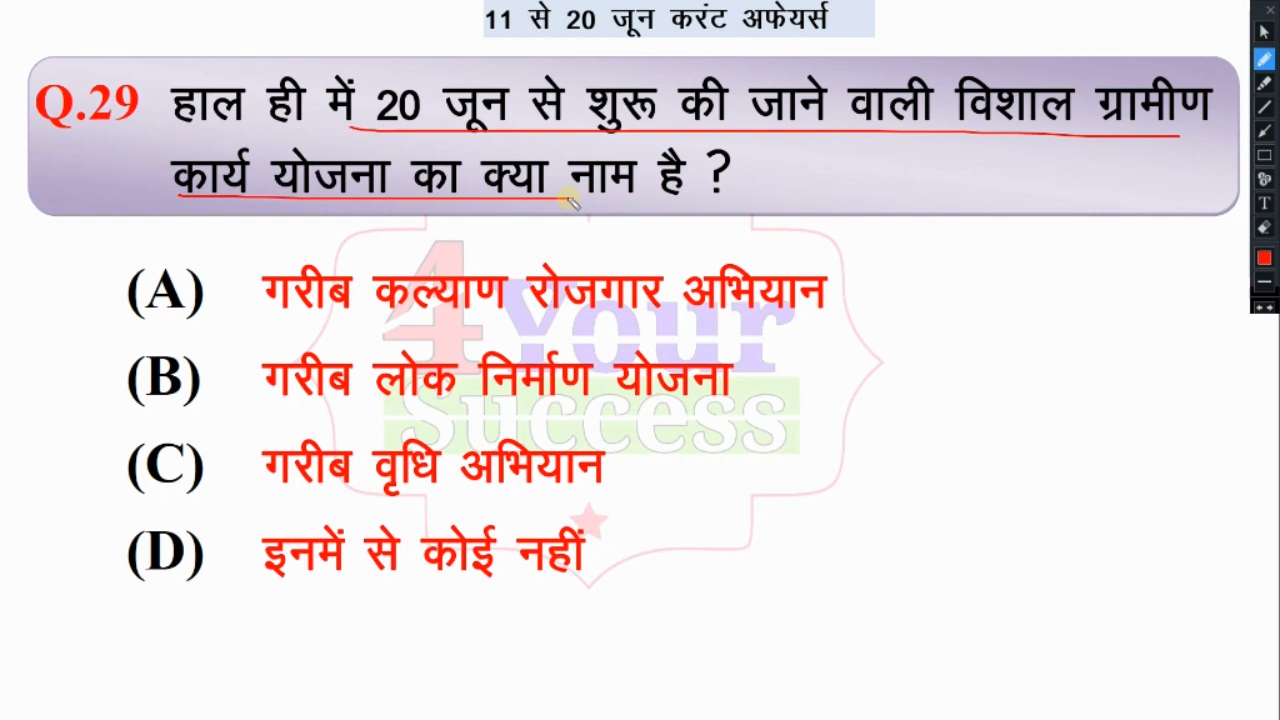 11 से 20 जून करंट अफेयर्स
Q.29 हाल ही में 20 जून से शुरू की जाने वाली विशाल ग्रामीण
कार्य योजना का क्या नाम है ?
(A) गरीब कल्याण रोजगार अभियान
(B) गरीब लोक निर्माण योजना
(C) गरीब वृधि अभियान
(D) इनमें से कोई नहीं
4 Your
Success
T